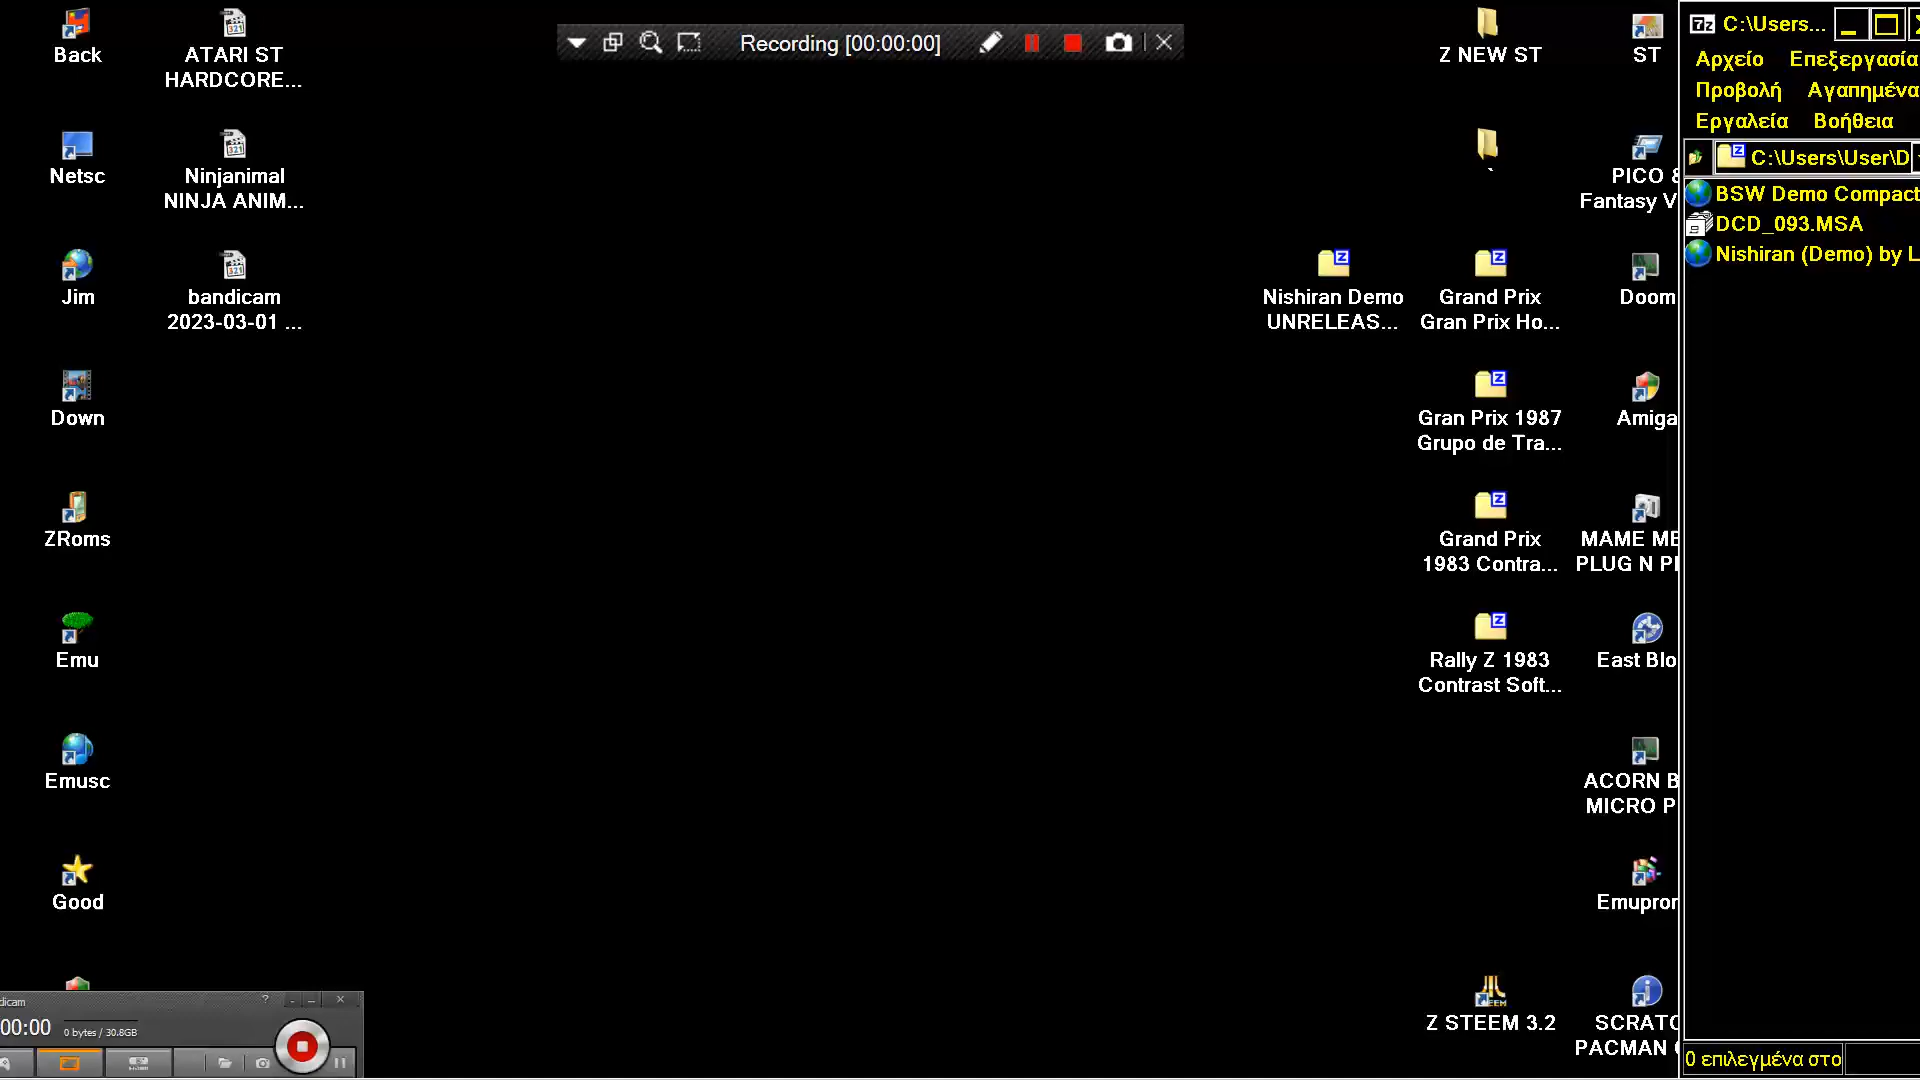 Back
ATARI ST
HARDCORE...
Netsc
Ninjanimal
NINJA ANIM...
Jim
bandicam
2023-03-01 ...
Down
ZRoms
Emu
Emusc
Good
Recording [00:00:00]
Z NEW ST
ST
`
PICO 8
Fantasy V
Nishiran Demo
UNRELEAS...
Grand Prix
Gran Prix Ho...
Doom
Gran Prix 1987
Grupo de Tra...
Amiga
Grand Prix
1983 Contra...
MAME ME
PLUG N PI
Rally Z 1983
Contrast Soft...
East Blo
ACORN B
MICRO P
Emupror
Z STEEM 3.2
SCRATC
PACMAN
C:\Users...
Αρχείο Επεξεργασία
Προβολή Αγαπημένα
Εργαλεία Βοήθεια
C:\Users\User\D
BSW Demo Compact
DCD_093.MSA
Nishiran (Demo) by L
0 επιλεγμένα στο
dicam
00:00
0 bytes / 30.8GB